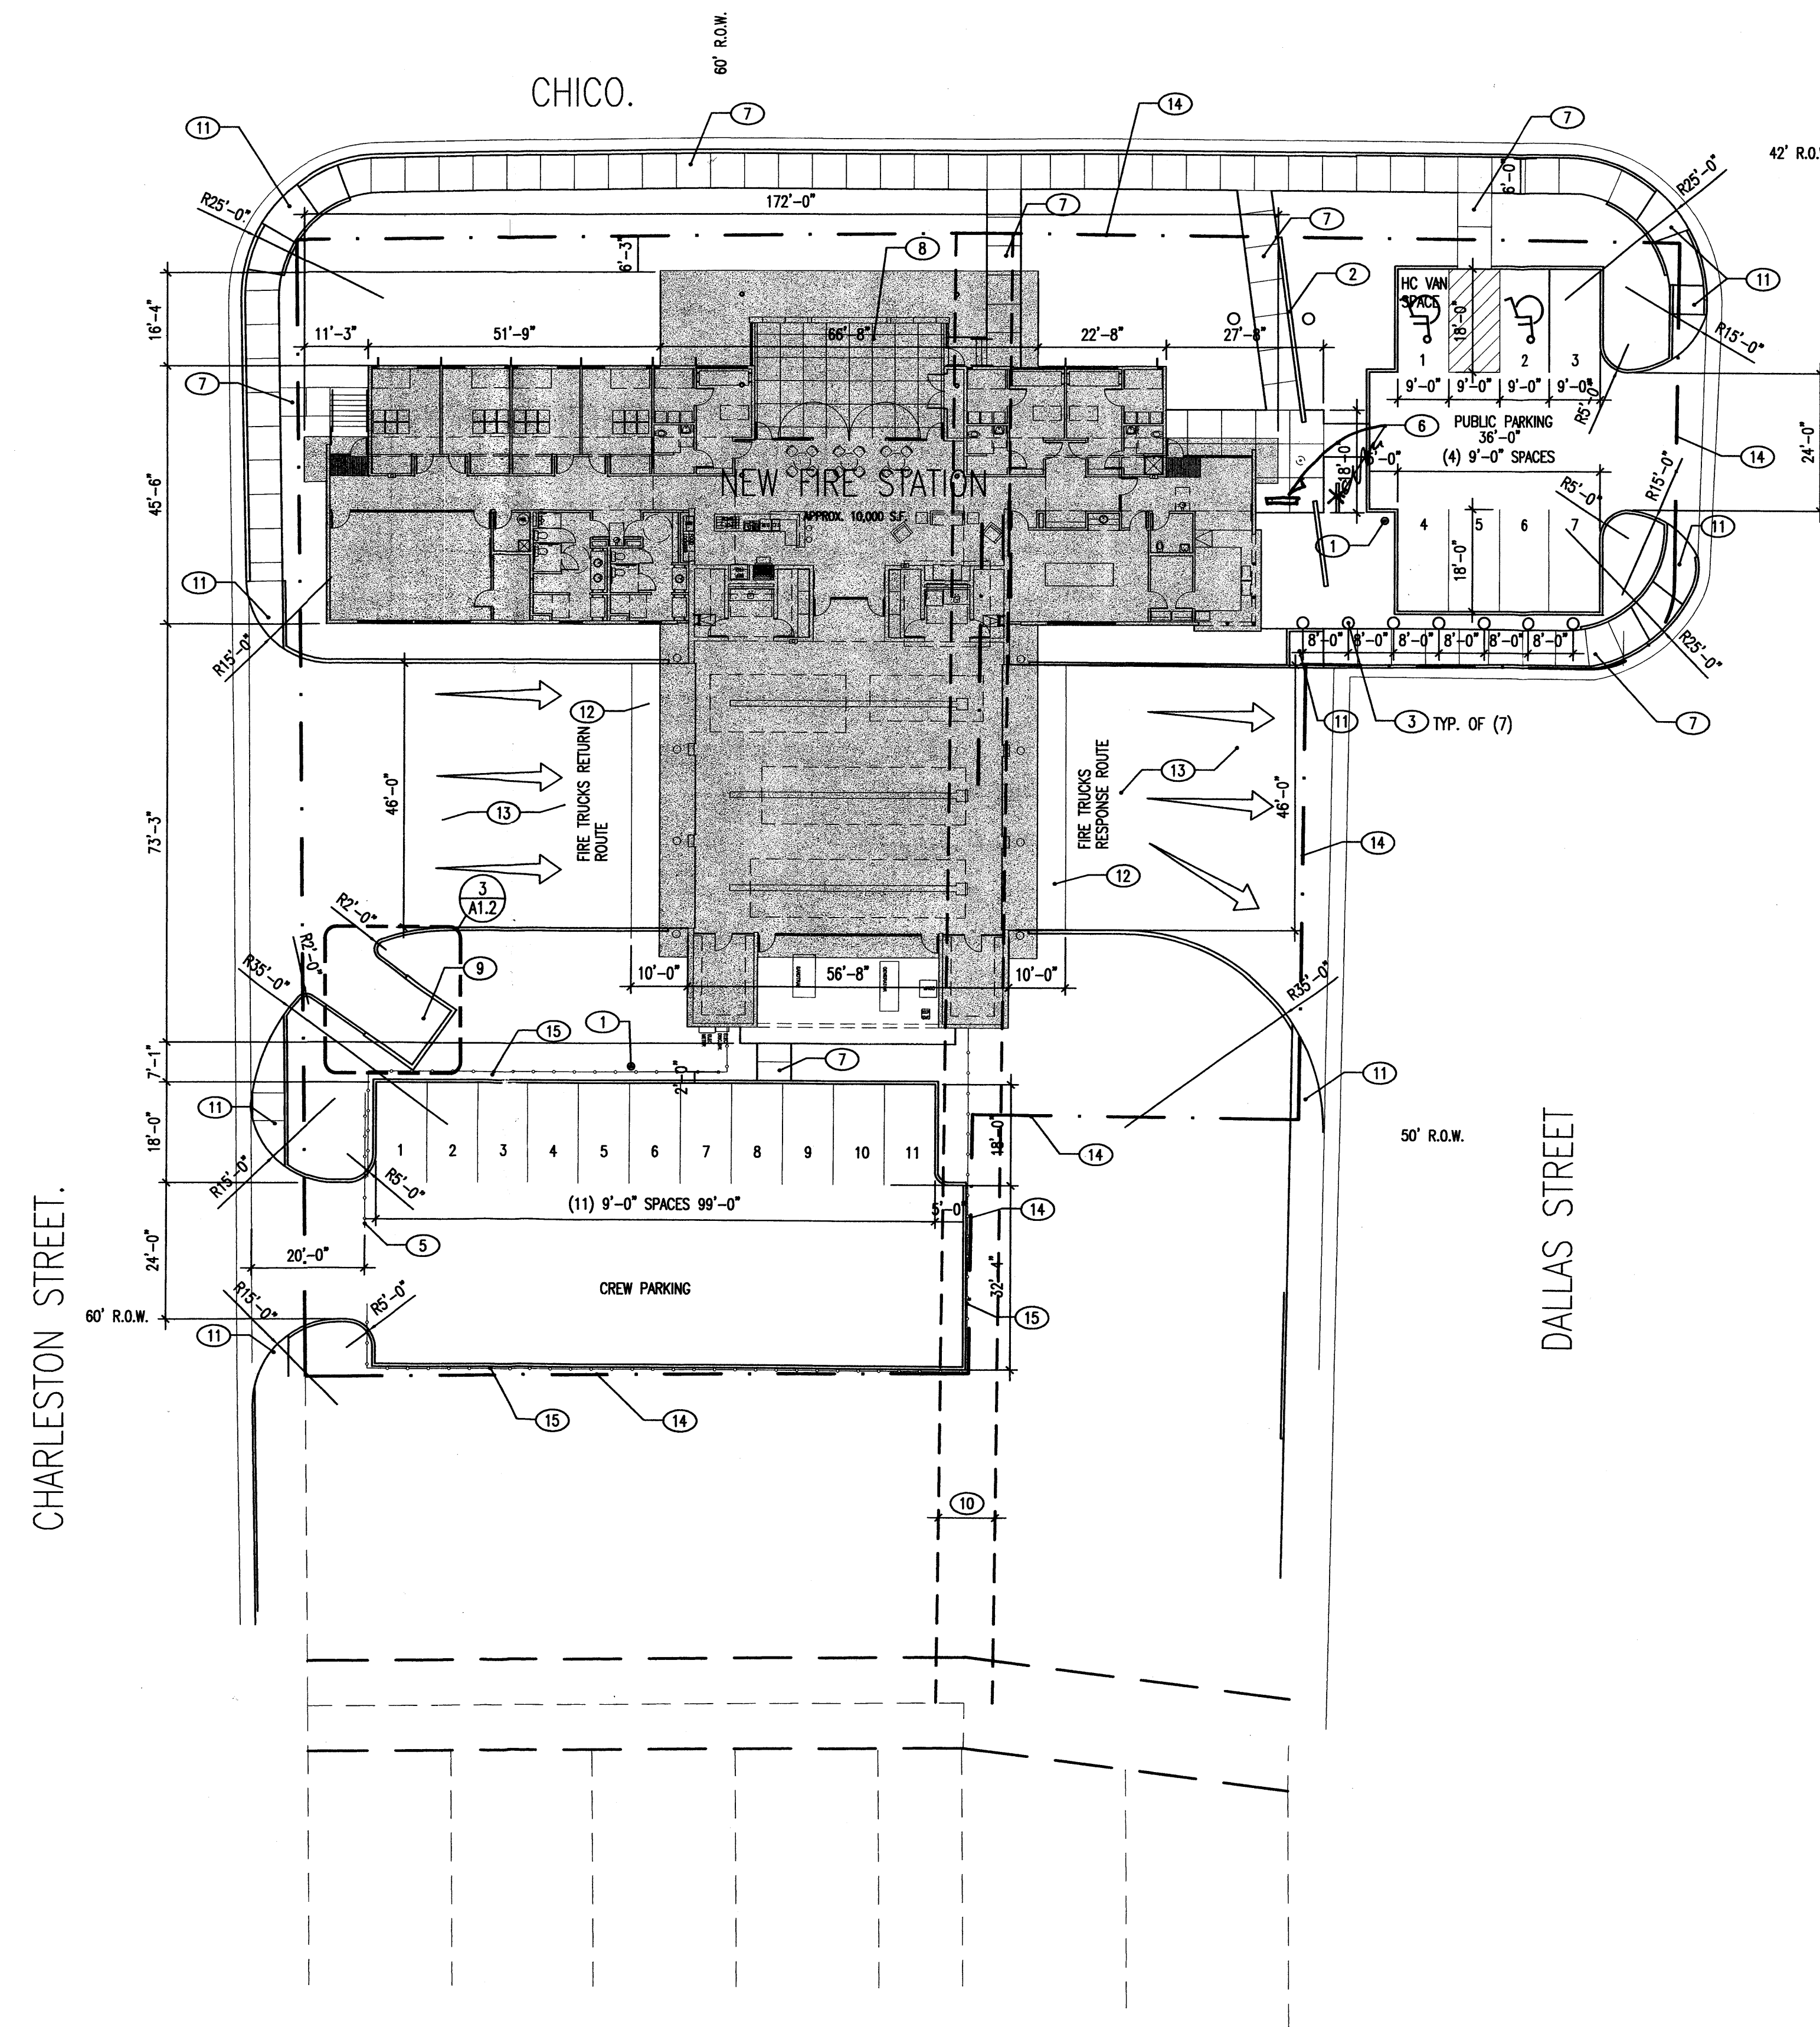 60' R.O.W.
CHICO.
7
14
7
11
42' R.O.
R25'-0"
R25'-0"
6'-0"
172'-0"
7
7
6'-3"
8
2
11
HC VAN
SPACE
18'-0"
16'-4"
11'-3"
51'-9"
66'-8"
22'-8"
27'-8"
R15'-0"
1
2
3
7
9'-0"
9'-0"
9'-0"
9'-0"
R5'-0"
6
PUBLIC PARKING
36'-0"
(4) 9'-0" SPACES
24'-0"
14
45'-6"
NEW FIRE STATION
APPROX. 10,000 S.F.
18'-0"
R5'-0"
R15'-0"
4
5
6
7
11
1
18'-0"
11
R15'-0"
8'-0"
8'-0"
8'-0"
8'-0"
8'-0"
8'-0"
R25'-0"
12
11
3
TYP. OF (7)
7
46'-0"
FIRE TRUCKS RETURN
ROUTE
13
FIRE TRUCKS
RESPONSE ROUTE
13
46'-0"
73'-3"
14
12
3
A1.2
R2'-0"
R2'-0"
R35'-0"
9
10'-0"
56'-8"
10'-0"
R35'-0"
15
1
7
7'-1"
2'-0"
11
11
18'-0"
1
2
3
4
5
6
7
8
9
10
11
18'-0"
14
50' R.O.W.
DALLAS STREET
R15'-0"
R5'-0"
(11) 9'-0" SPACES 99'-0"
5'-0"
14
5
24'-0"
20'-0"
CREW PARKING
32'-4"
15
R15'-0"
R5'-0"
60' R.O.W.
11
CHARLESTON STREET.
15
14
10